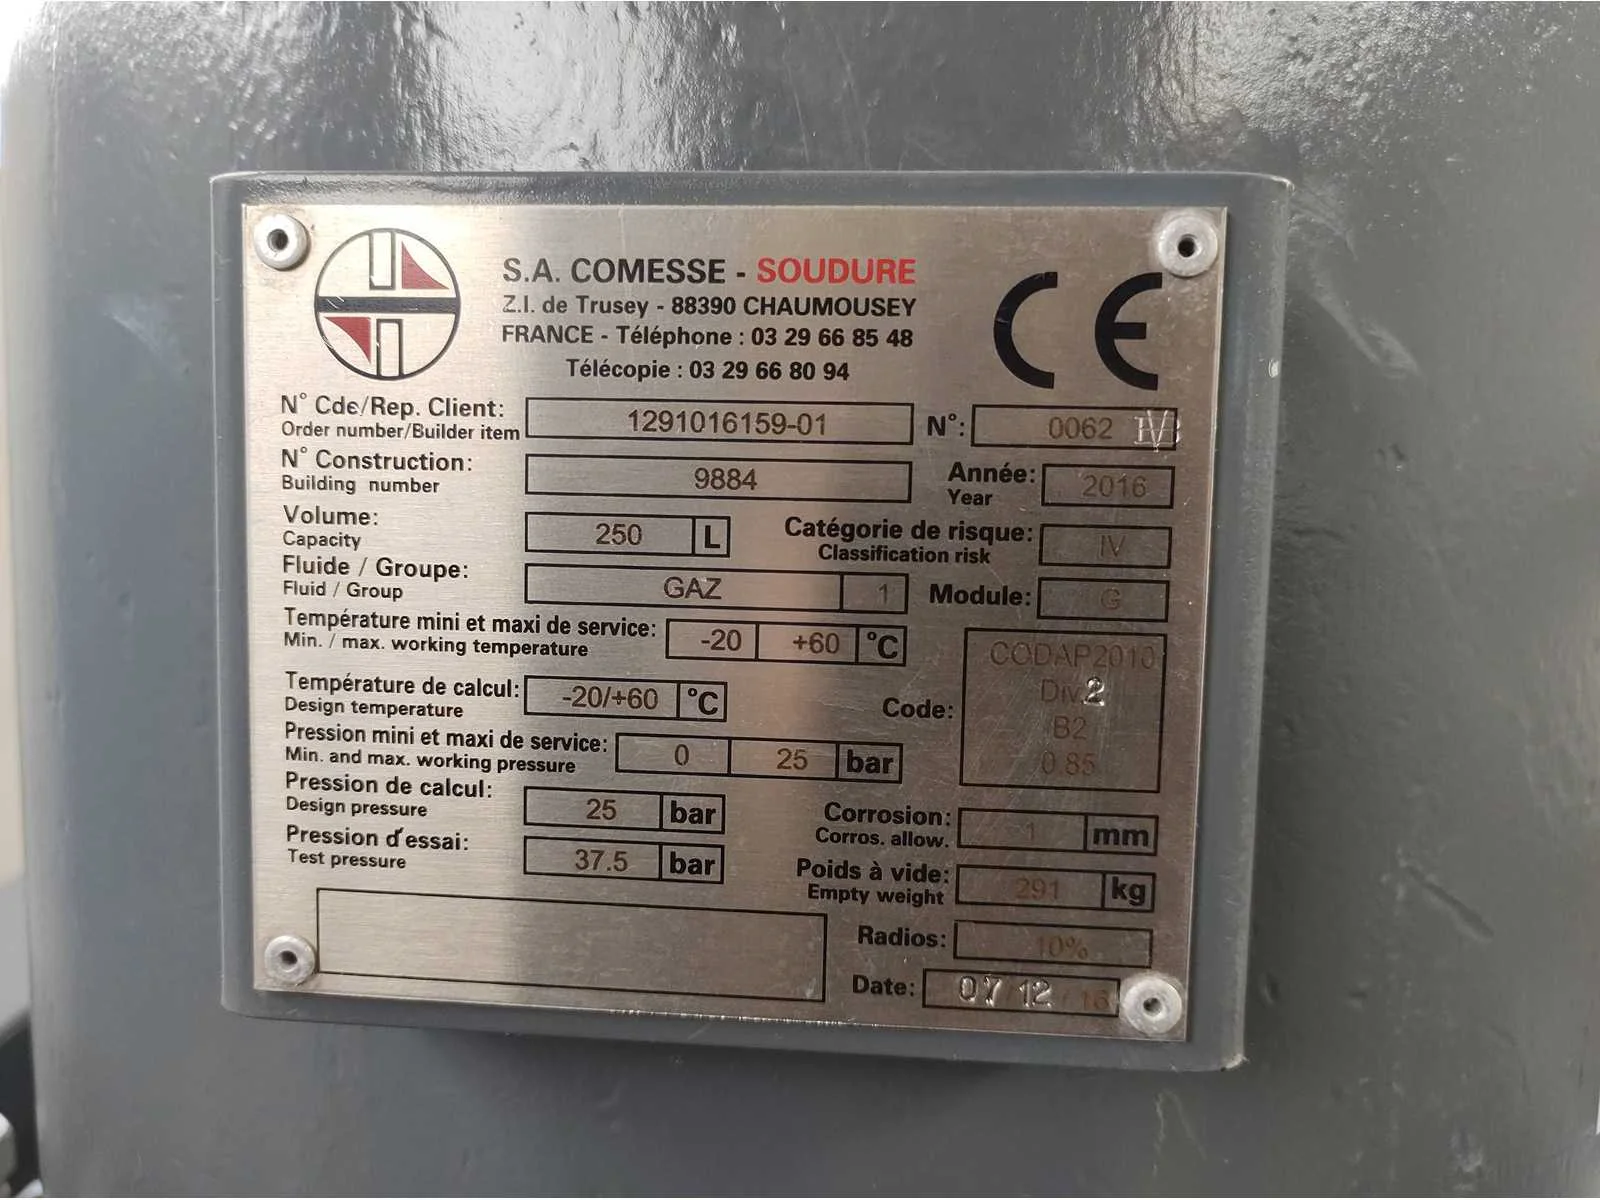 S.A. COMESSE - SOUDURE
Z.I. de Trusey - 88390 CHAUMOUSEY
FRANCE - Téléphone : 03 29 66 85 48
Télécopie : 03 29 66 80 94
CE
N° Cde/Rep. Client: 1291016159-01 N°: 0062
Order number/Builder item
N° Construction: 9884 Année: 2016
Building number Year
Volume: 250 L Catégorie de risque: IV
Capacity Classification risk
Fluide / Groupe: GAZ 1 Module: G
Fluid / Group
Température mini et maxi de service: -20 +60 °C
Min. / max. working temperature
Code: CODAP2010
Div.2
B2
0.85
Température de calcul: -20/+60 °C
Design temperature
Pression mini et maxi de service: 0 25 bar
Min. and max. working pressure
Pression de calcul: 25 bar Corrosion: 1 mm
Design pressure Corros. allow.
Pression d'essai: 37.5 bar Poids à vide: 291 kg
Test pressure Empty weight
Radios: 10%
Date: 07/12/16